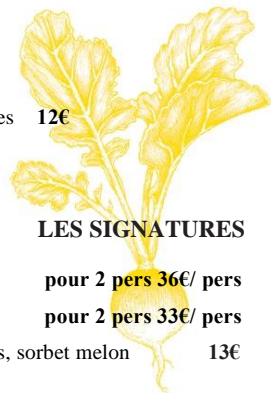 es 12€
LES SIGNATURES
pour 2 pers 36€/ pers
pour 2 pers 33€/ pers
s, sorbet melon 13€